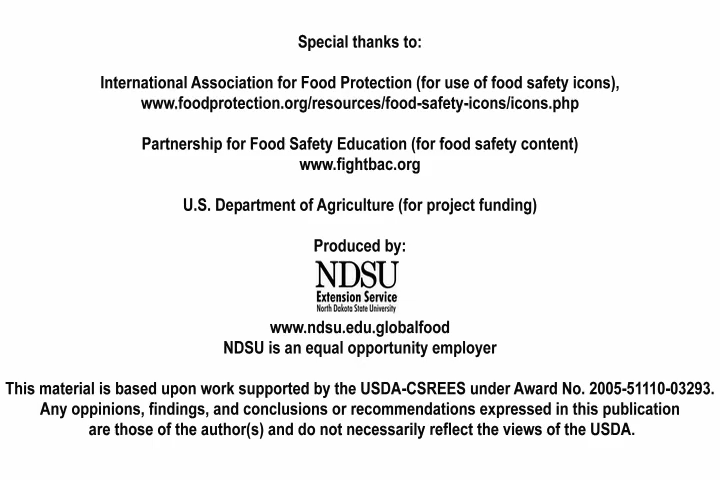 Special thanks to:
International Association for Food Protection (for use of food safety icons),
www.foodprotection.org/resources/food-safety-icons/icons.php
Partnership for Food Safety Education (for food safety content)
www.fightbac.org
U.S. Department of Agriculture (for project funding)
Produced by:
NDSU
Extension Service
North Dakota State University
www.ndsu.edu.globalfood
NDSU is an equal opportunity employer
This material is based upon work supported by the USDA-CSREES under Award No. 2005-51110-03293.
Any oppinions, findings, and conclusions or recommendations expressed in this publication
are those of the author(s) and do not necessarily reflect the views of the USDA.